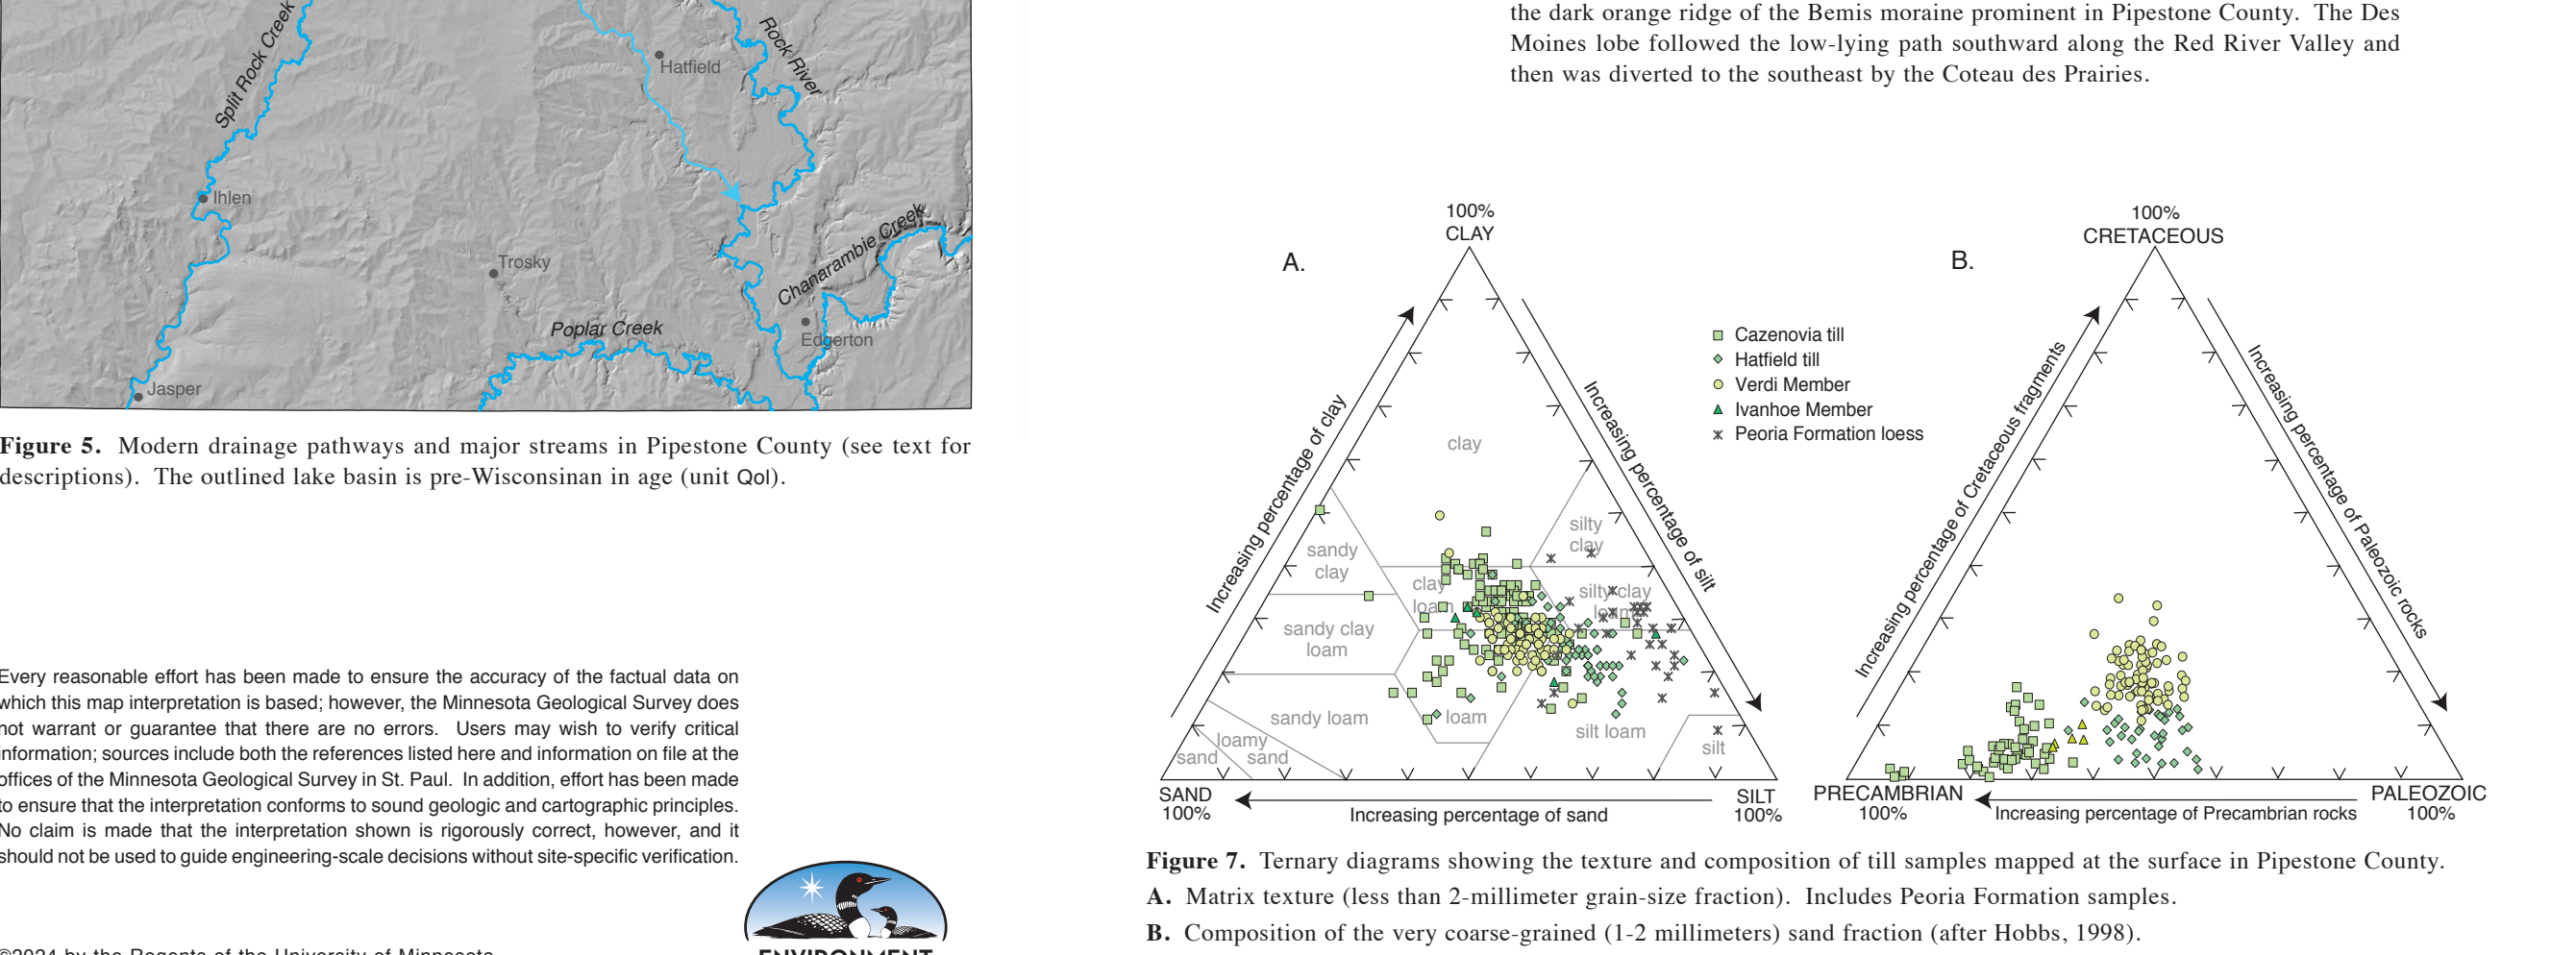 Split Rock Creek
Hatfield
Rock River
Ihlen
Trosky
Chanarambie Creek
Poplar Creek
Edgerton
Jasper
Figure 5. Modern drainage pathways and major streams in Pipestone County (see text for
descriptions). The outlined lake basin is pre-Wisconsinan in age (unit Qol).
Every reasonable effort has been made to ensure the accuracy of the factual data on
which this map interpretation is based; however, the Minnesota Geological Survey does
not warrant or guarantee that there are no errors. Users may wish to verify critical
information; sources include both the references listed here and information on file at the
offices of the Minnesota Geological Survey in St. Paul. In addition, effort has been made
to ensure that the interpretation conforms to sound geologic and cartographic principles.
No claim is made that the interpretation shown is rigorously correct, however, and it
should not be used to guide engineering-scale decisions without site-specific verification.
©2024 by the Regents of the University of Minnesota
ENVIRONMENT
the dark orange ridge of the Bemis moraine prominent in Pipestone County. The Des
Moines lobe followed the low-lying path southward along the Red River Valley and
then was diverted to the southeast by the Coteau des Prairies.
A.
100%
CLAY
Increasing percentage of clay
Increasing percentage of silt
clay
silty
clay
sandy
clay
clay
loam
silty clay
loam
sandy clay
loam
sandy loam
loam
silt loam
loamy
sand
sand
silt
SAND
100%
Increasing percentage of sand
SILT
100%
Cazenovia till
Hatfield till
Verdi Member
Ivanhoe Member
Peoria Formation loess
B.
100%
CRETACEOUS
Increasing percentage of Cretaceous fragments
Increasing percentage of Paleozoic rocks
PRECAMBRIAN
100%
Increasing percentage of Precambrian rocks
PALEOZOIC
100%
Figure 7. Ternary diagrams showing the texture and composition of till samples mapped at the surface in Pipestone County.
A. Matrix texture (less than 2-millimeter grain-size fraction). Includes Peoria Formation samples.
B. Composition of the very coarse-grained (1-2 millimeters) sand fraction (after Hobbs, 1998).